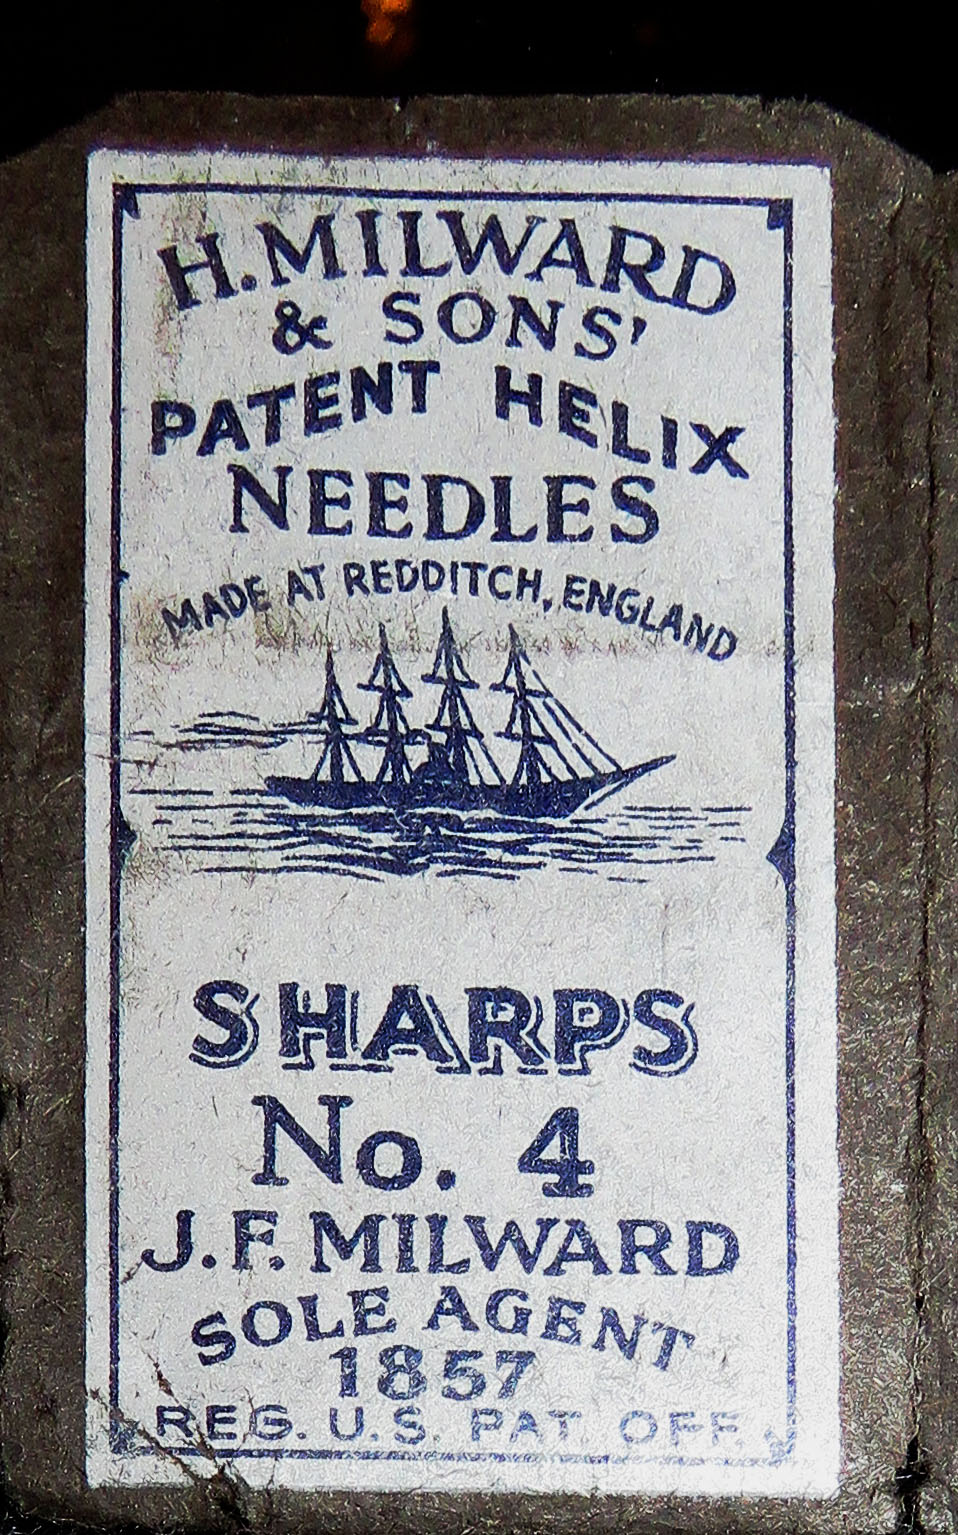 H. MILWARD
& SONS'
PATENT HELIX
NEEDLES
MADE AT REDDITCH, ENGLAND
SHARPS
No. 4
J. F. MILWARD
SOLE AGENT
1857
REG. U.S. PAT. OFF.